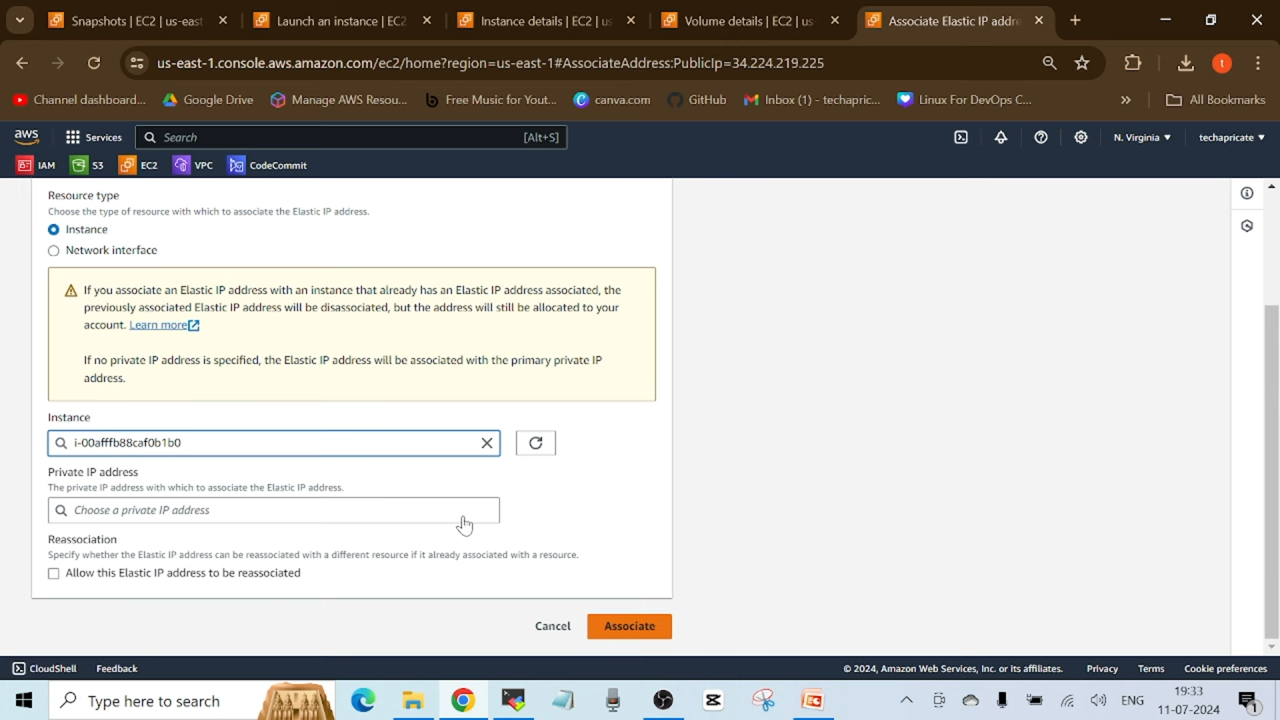 Snapshots | EC2 | us-east
Launch an instance | EC2
Instance details | EC2 | us
Volume details | EC2 | us-
Associate Elastic IP addre
us-east-1.console.aws.amazon.com/ec2/home?region=us-east-1#AssociateAddress:PublicIp=34.224.219.225
t
Channel dashboard...
Google Drive
Manage AWS Resou...
Free Music for Yout...
canva.com
GitHub
Inbox (1) - techapric...
Linux For DevOps C...
»
All Bookmarks
aws
Services
Search
[Alt+S]
N. Virginia
techapricate
IAM
S3
EC2
VPC
CodeCommit
Resource type
Choose the type of resource with which to associate the Elastic IP address.
Instance
Network interface
If you associate an Elastic IP address with an instance that already has an Elastic IP address associated, the
previously associated Elastic IP address will be disassociated, but the address will still be allocated to your
account. Learn more
If no private IP address is specified, the Elastic IP address will be associated with the primary private IP
address.
Instance
i-00afffb88caf0b1b0
Private IP address
The private IP address with which to associate the Elastic IP address.
Choose a private IP address
Reassociation
Specify whether the Elastic IP address can be reassociated with a different resource if it already associated with a resource.
Allow this Elastic IP address to be reassociated
Cancel
Associate
CloudShell
Feedback
© 2024, Amazon Web Services, Inc. or its affiliates.
Privacy
Terms
Cookie preferences
Type here to search
ENG
19:33
11-07-2024
1